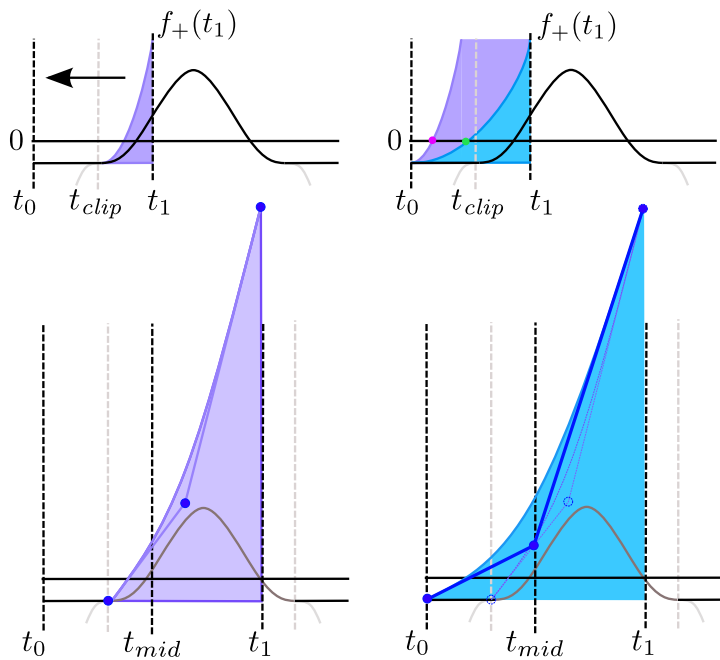 f₊(t₁)
0
t₀ t_clip t₁
f₊(t₁)
0
t₀ t_clip t₁
t₀ t_mid t₁
t₀ t_mid t₁